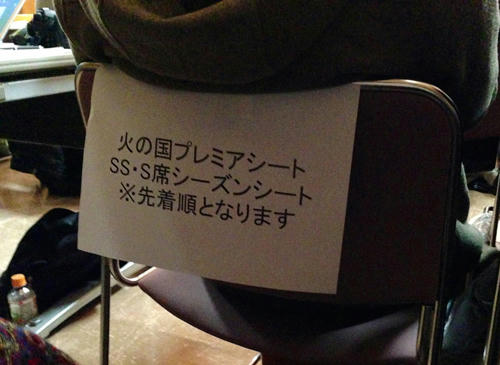 火の国プレミアシート
SS・S席シーズンシート
※先着順となります